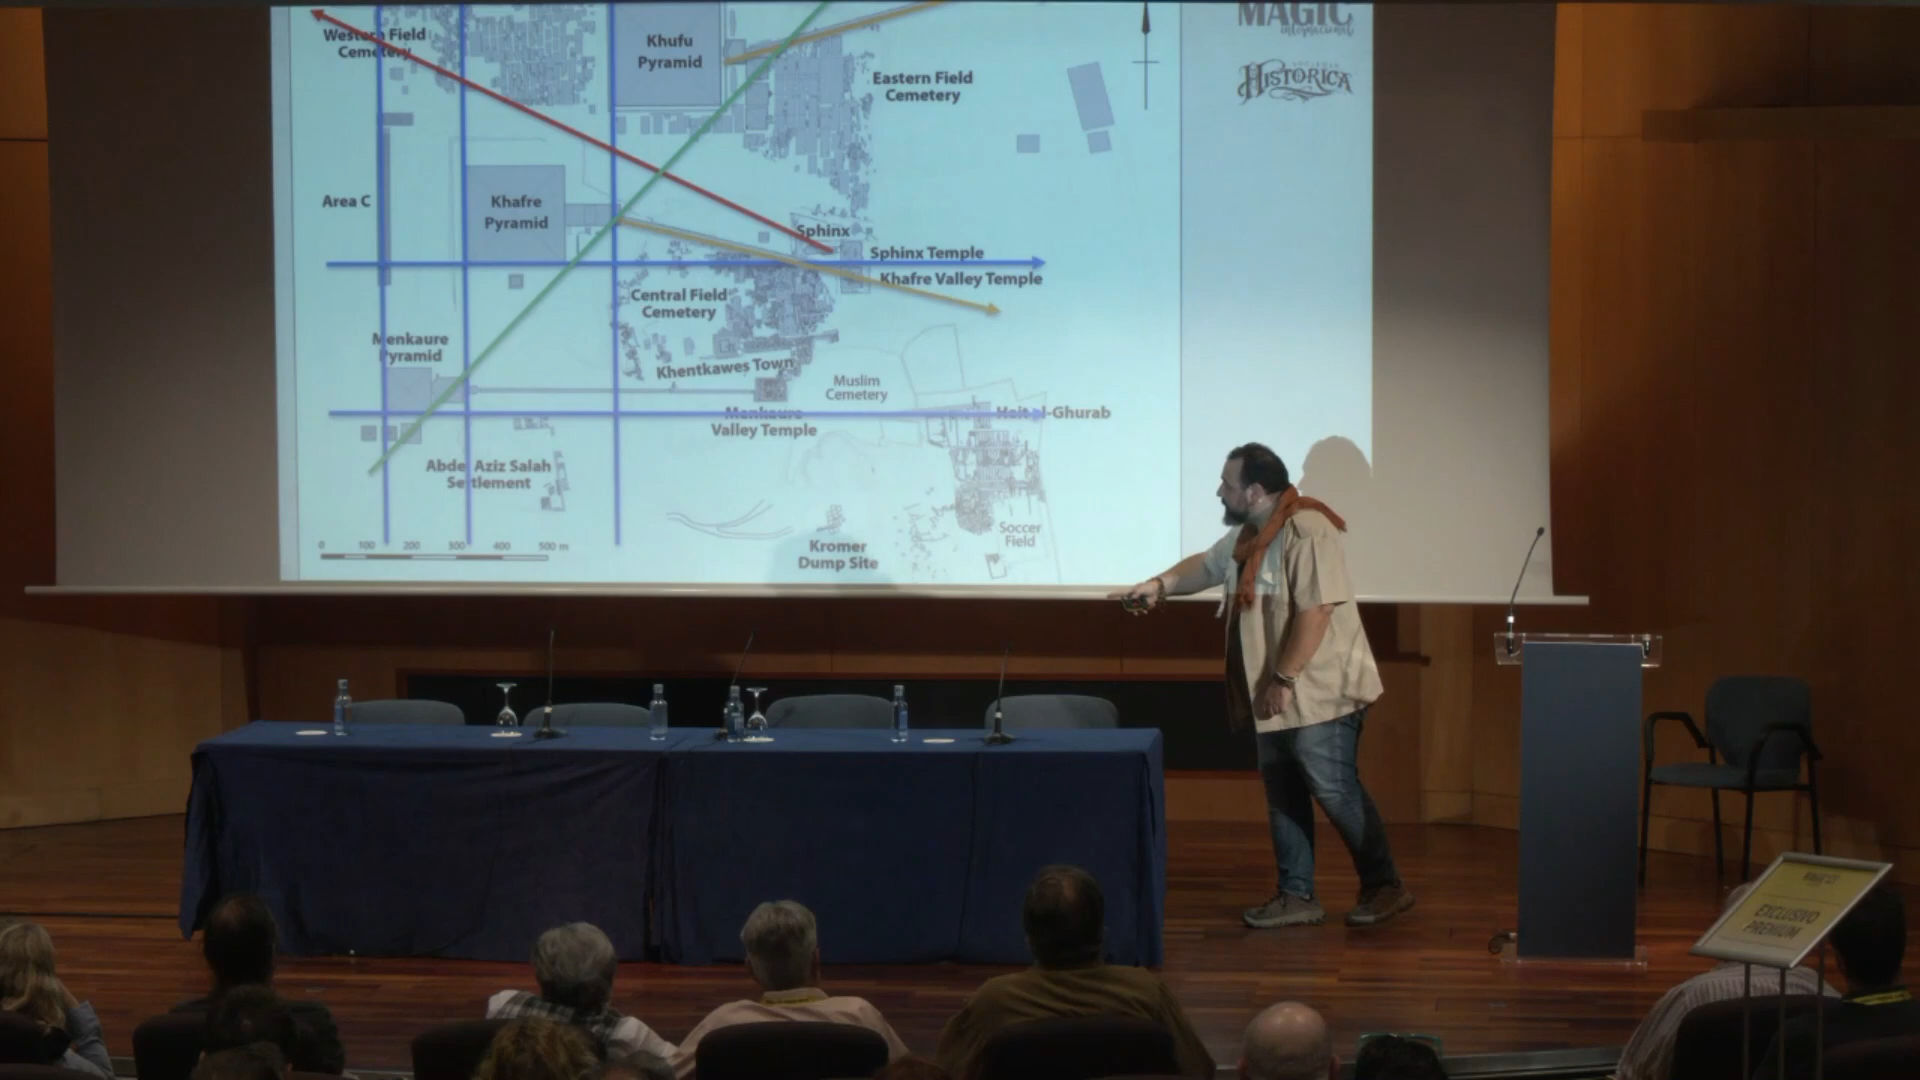 MAGIC
internacional
SOCIEDAD
HISTORICA
Western Field
Cemetery
Khufu
Pyramid
Eastern Field
Cemetery
Area C
Khafre
Pyramid
Sphinx
Sphinx Temple
Khafre Valley Temple
Central Field
Cemetery
Menkaure
Pyramid
Khentkawes Town
Muslim
Cemetery
Menkaure
Valley Temple
Heit el-Ghurab
Abdel Aziz Salah
Settlement
0 100 200 300 400 500 m
Kromer
Dump Site
Soccer
Field
EXCLUSIVO
PREMIUM